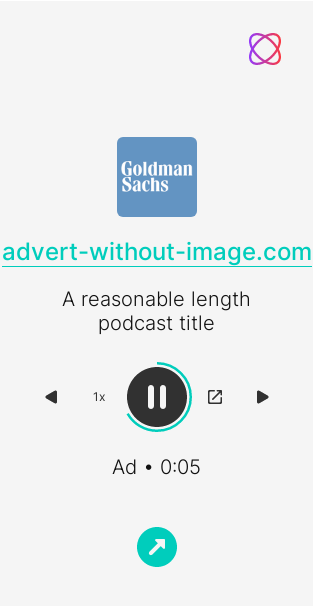 Goldman
Sachs
advert-without-image.com
A reasonable length
podcast title
1x
Ad • 0:05